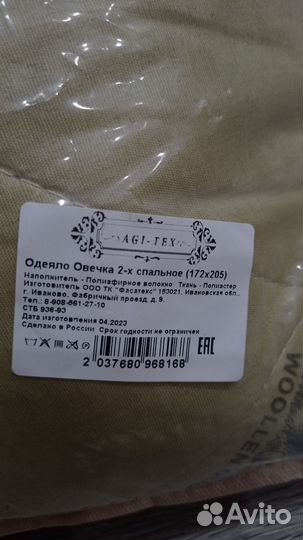 AGI-TEX
Одеяло Овечка 2-х спальное (172x205)
Наполнитель - Полиэфирное волокно Ткань - Полиэстер
Изготовитель ООО ТК "Фасатекс" 153021, Ивановская обл.,
г. Иваново, Фабричный проезд, д. 9.
Тел.: 8-908-561-27-10
СТБ 936-93
Дата изготовления 04.2023
Сделано в России Срок годности не ограничен
EAC
2 037680 968168
WOOLLEN
Avito